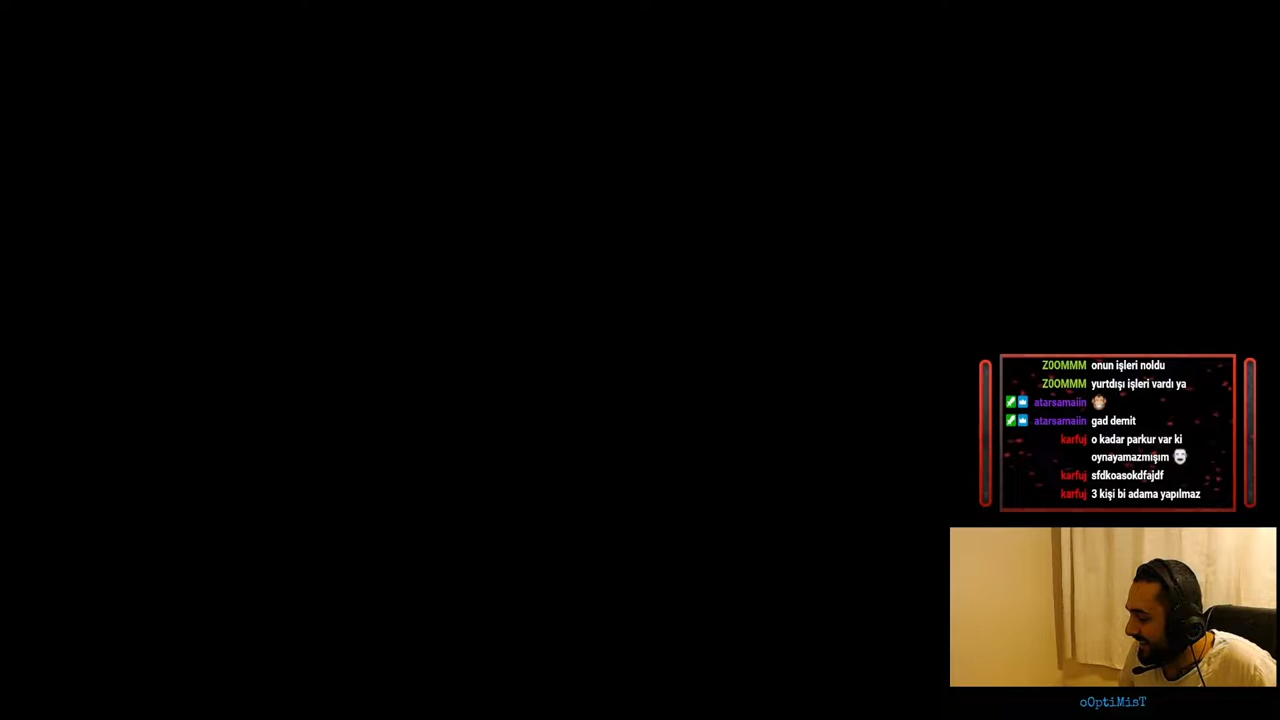 Z0OMMM onun işleri noldu
Z0OMMM yurtdışı işleri vardı ya
atarsamaiin
atarsamaiin gad demit
karfuj o kadar parkur var ki
oynayamazmışım
karfuj sfdkoasokdfajdf
karfuj 3 kişi bi adama yapılmaz
oOptiMisT